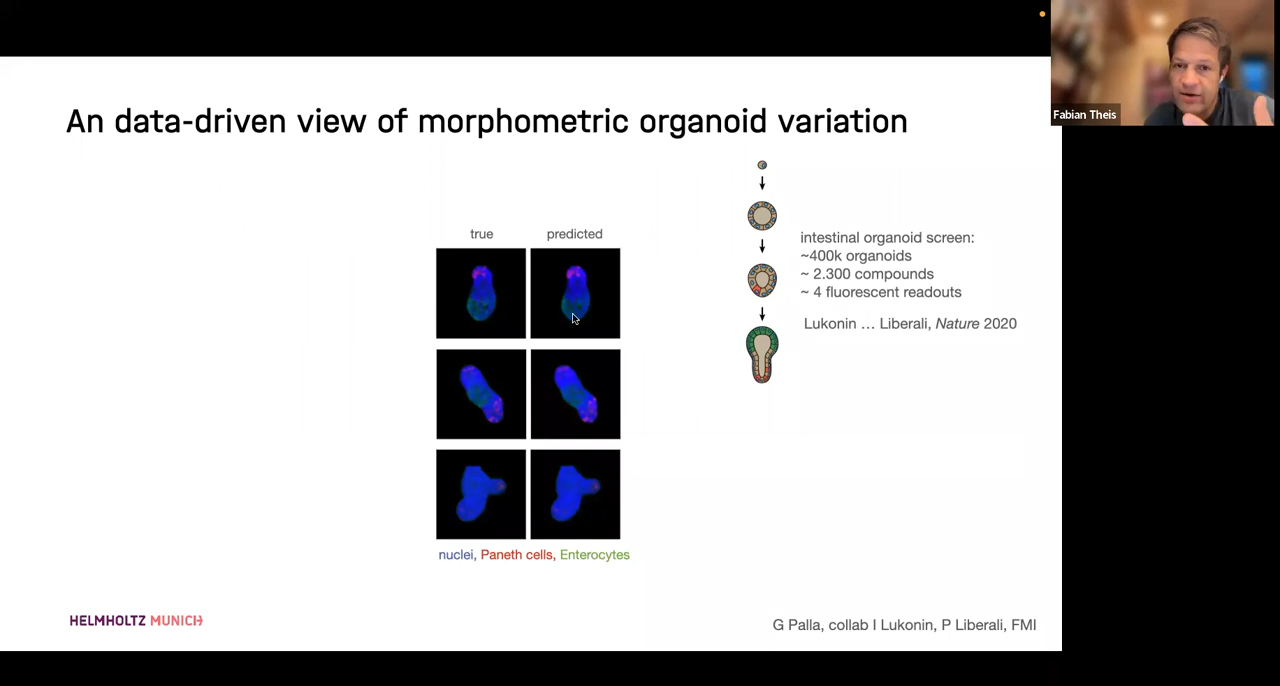 Fabian Theis
An data-driven view of morphometric organoid variation
true predicted
intestinal organoid screen:
~400k organoids
~ 2.300 compounds
~ 4 fluorescent readouts
Lukonin … Liberali, Nature 2020
nuclei, Paneth cells, Enterocytes
HELMHOLTZ MUNICH
G Palla, collab I Lukonin, P Liberali, FMI